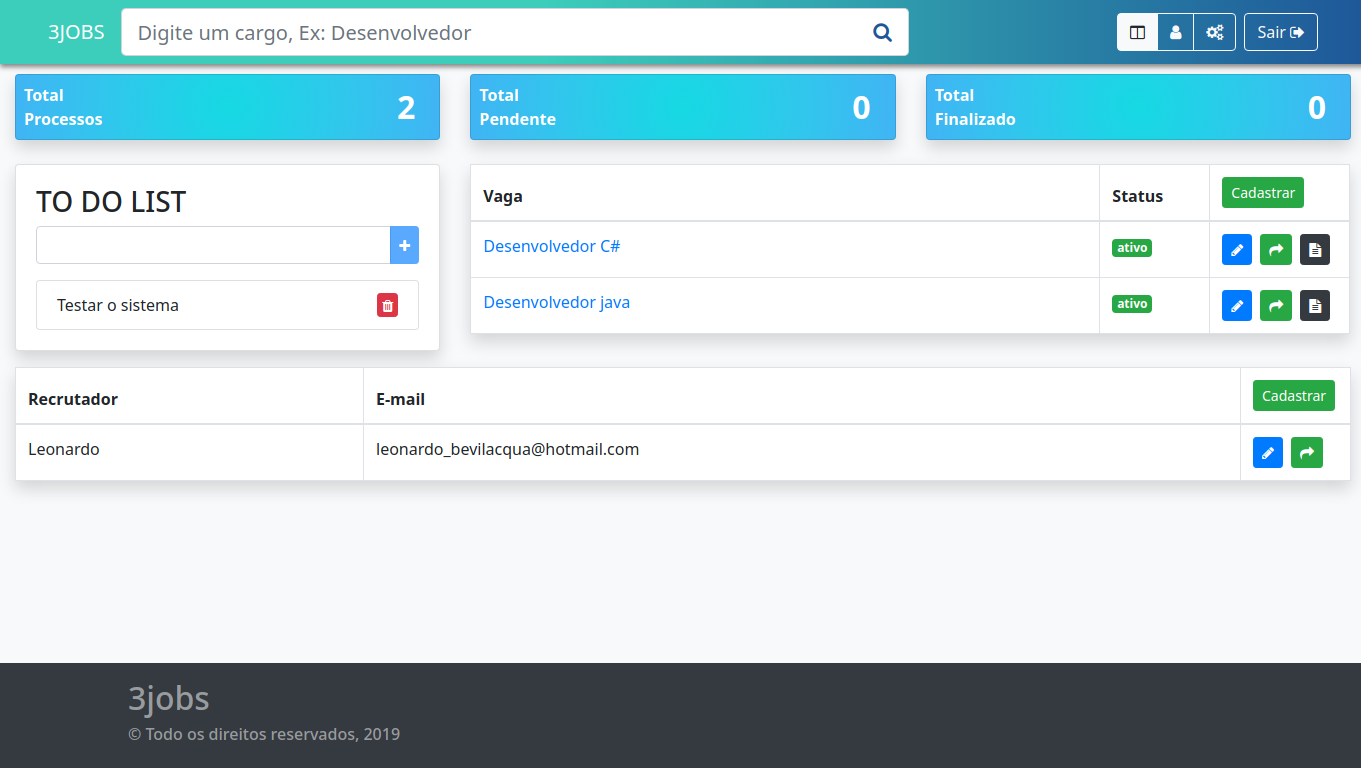 3JOBS
Digite um cargo, Ex: Desenvolvedor
Sair
Total
Processos
2
Total
Pendente
0
Total
Finalizado
0
TO DO LIST
+
Testar o sistema
Vaga Status Cadastrar
Desenvolvedor C# ativo
Desenvolvedor java ativo
Recrutador E-mail Cadastrar
Leonardo leonardo_bevilacqua@hotmail.com
3jobs
© Todo os direitos reservados, 2019